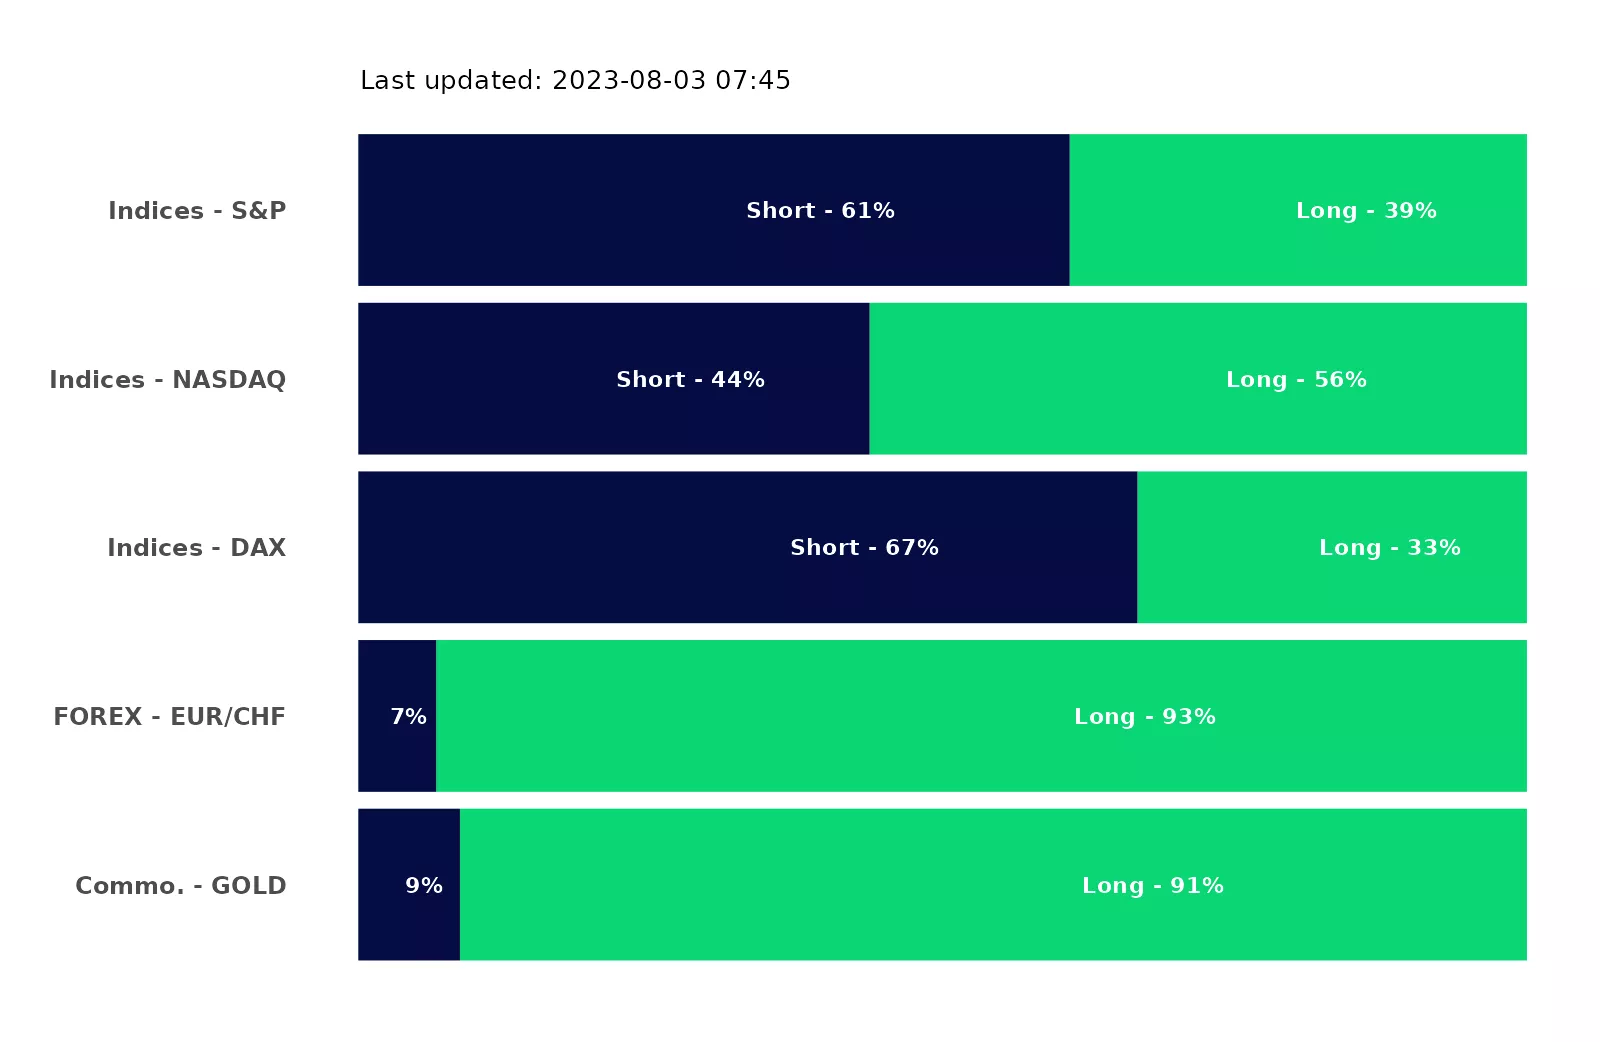 Last updated: 2023-08-03 07:45
Indices - S&P
Short - 61%
Long - 39%
Indices - NASDAQ
Short - 44%
Long - 56%
Indices - DAX
Short - 67%
Long - 33%
FOREX - EUR/CHF
7%
Long - 93%
Commo. - GOLD
9%
Long - 91%